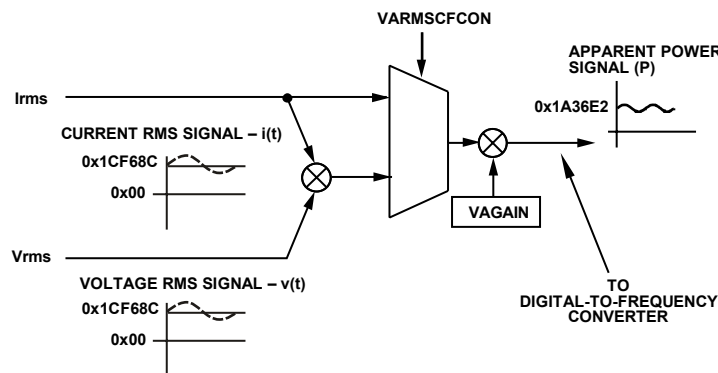 VARMSCFCON
APPARENT POWER
SIGNAL (P)
0x1A36E2
Irms
CURRENT RMS SIGNAL – i(t)
0x1CF68C
0x00
VAGAIN
Vrms
VOLTAGE RMS SIGNAL – v(t)
0x1CF68C
0x00
TO
DIGITAL-TO-FREQUENCY
CONVERTER